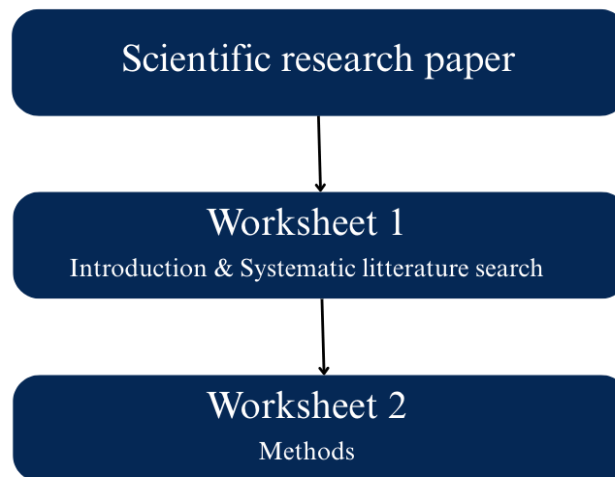 Scientific research paper
Worksheet 1
Introduction & Systematic litterature search
Worksheet 2
Methods